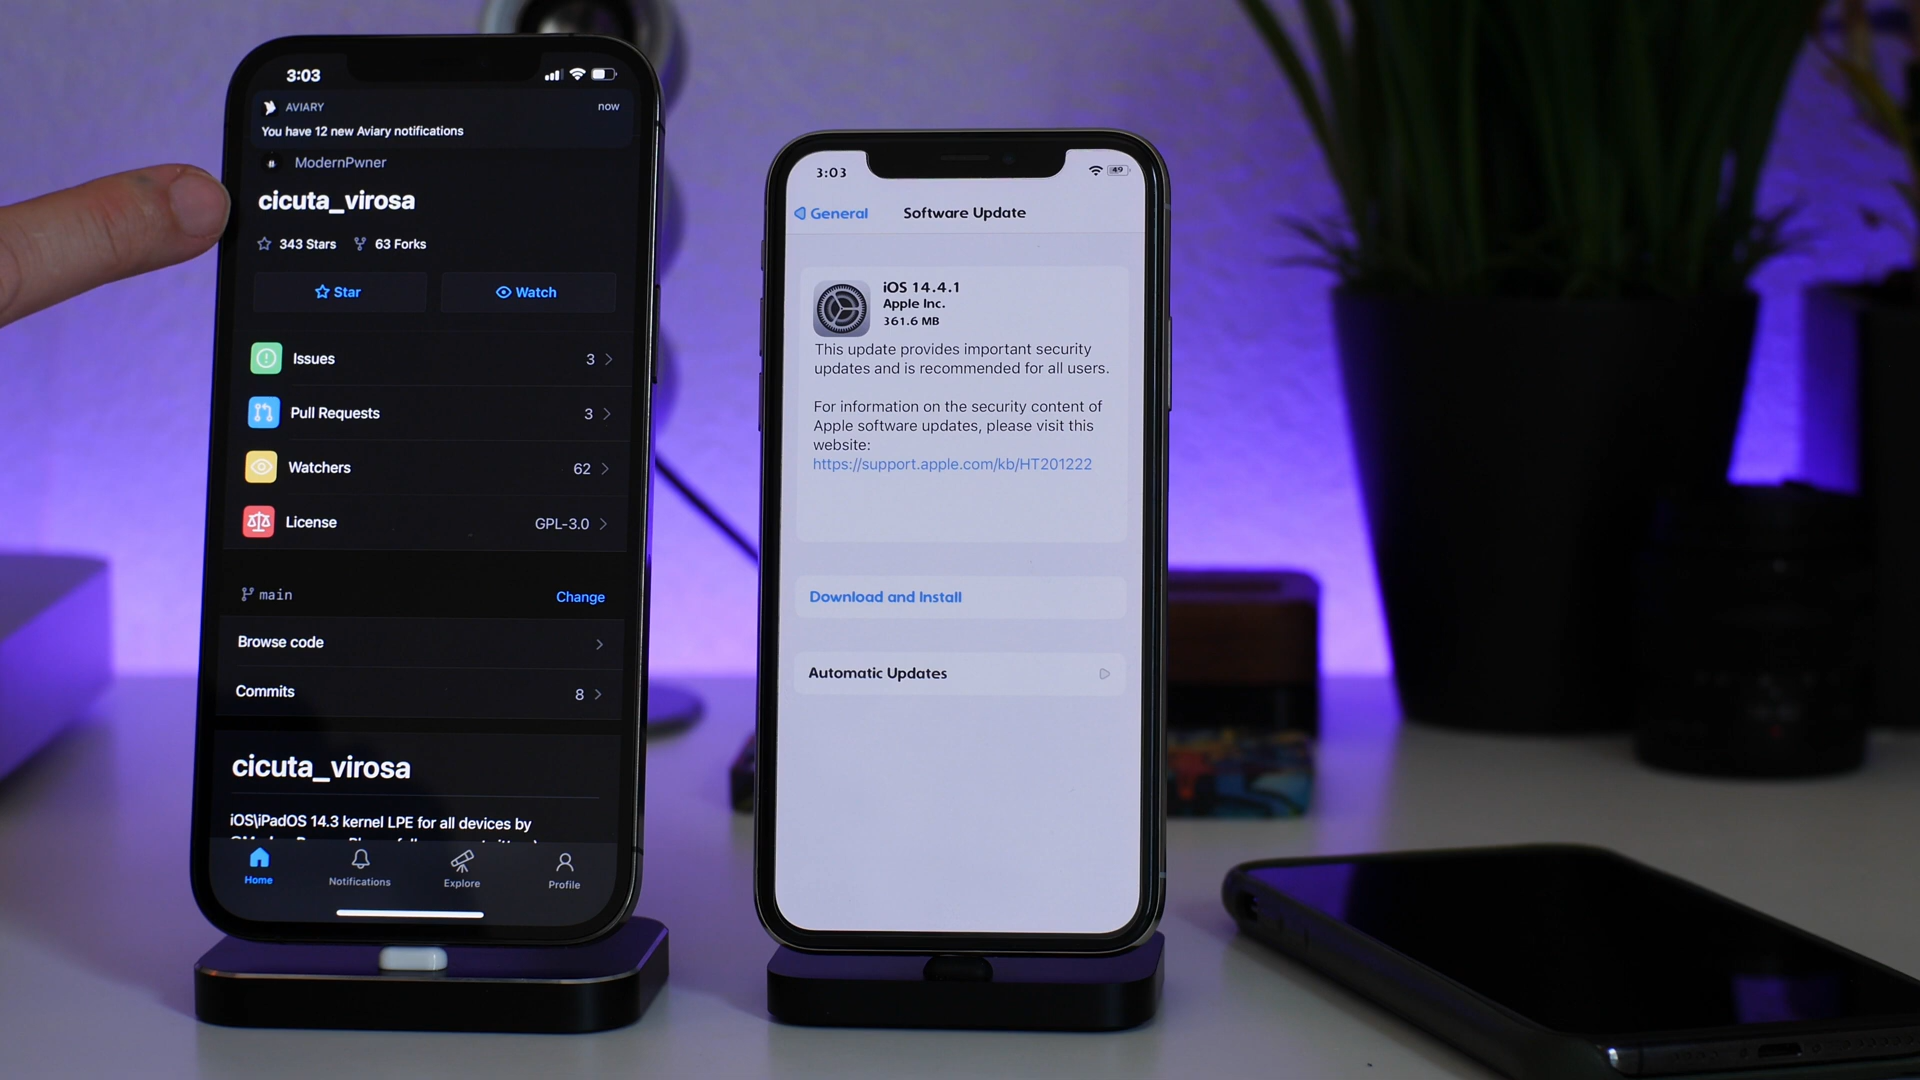 3:03
AVIARY
now
You have 12 new Aviary notifications
ModernPwner
cicuta_virosa
343 Stars 63 Forks
Star
Watch
Issues 3
Pull Requests 3
Watchers 62
License GPL-3.0
main
Change
Browse code
Commits 8
cicuta_virosa
iOS\iPadOS 14.3 kernel LPE for all devices by
Home
Notifications
Explore
Profile
3:03
49
General
Software Update
iOS 14.4.1
Apple Inc.
361.6 MB
This update provides important security
updates and is recommended for all users.
For information on the security content of
Apple software updates, please visit this
website:
https://support.apple.com/kb/HT201222
Download and Install
Automatic Updates